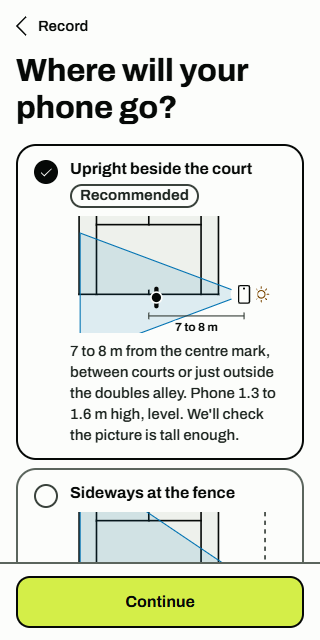 Record
Where will your
phone go?
Upright beside the court
Recommended
7 to 8 m
7 to 8 m from the centre mark,
between courts or just outside
the doubles alley. Phone 1.3 to
1.6 m high, level. We'll check
the picture is tall enough.
Sideways at the fence
Continue